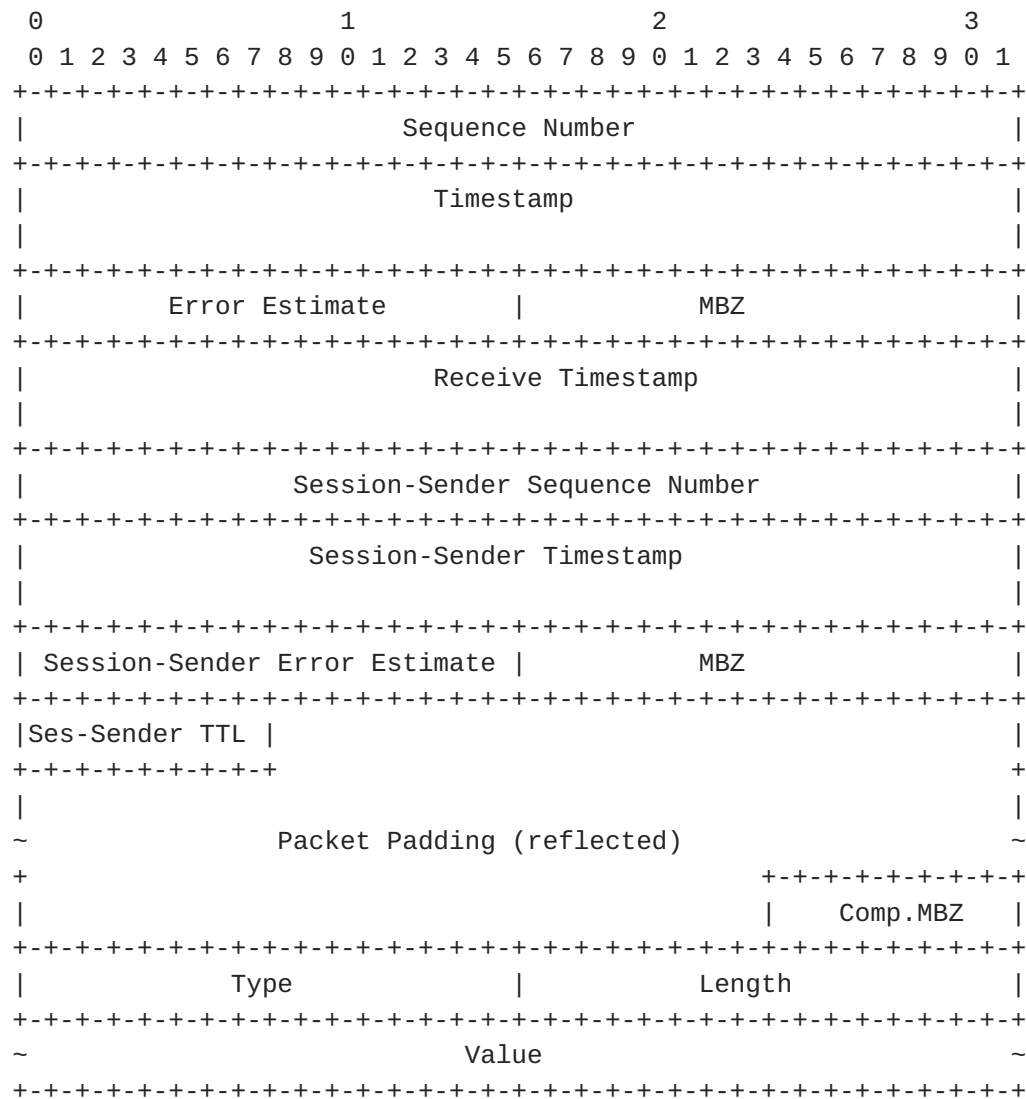 0                   1                   2                   3
 0 1 2 3 4 5 6 7 8 9 0 1 2 3 4 5 6 7 8 9 0 1 2 3 4 5 6 7 8 9 0 1
+-+-+-+-+-+-+-+-+-+-+-+-+-+-+-+-+-+-+-+-+-+-+-+-+-+-+-+-+-+-+-+-+
|                        Sequence Number                        |
+-+-+-+-+-+-+-+-+-+-+-+-+-+-+-+-+-+-+-+-+-+-+-+-+-+-+-+-+-+-+-+-+
|                          Timestamp                            |
|                                                               |
+-+-+-+-+-+-+-+-+-+-+-+-+-+-+-+-+-+-+-+-+-+-+-+-+-+-+-+-+-+-+-+-+
|         Error Estimate        |           MBZ                 |
+-+-+-+-+-+-+-+-+-+-+-+-+-+-+-+-+-+-+-+-+-+-+-+-+-+-+-+-+-+-+-+-+
|                          Receive Timestamp                    |
|                                                               |
+-+-+-+-+-+-+-+-+-+-+-+-+-+-+-+-+-+-+-+-+-+-+-+-+-+-+-+-+-+-+-+-+
|                 Session-Sender Sequence Number                |
+-+-+-+-+-+-+-+-+-+-+-+-+-+-+-+-+-+-+-+-+-+-+-+-+-+-+-+-+-+-+-+-+
|                  Session-Sender Timestamp                     |
|                                                               |
+-+-+-+-+-+-+-+-+-+-+-+-+-+-+-+-+-+-+-+-+-+-+-+-+-+-+-+-+-+-+-+-+
| Session-Sender Error Estimate |           MBZ                 |
+-+-+-+-+-+-+-+-+-+-+-+-+-+-+-+-+-+-+-+-+-+-+-+-+-+-+-+-+-+-+-+-+
|Ses-Sender TTL |                                               |
+-+-+-+-+-+-+-+-+                                               +
|                                                               |
~                Packet Padding (reflected)                     ~
+                                               +-+-+-+-+-+-+-+-+
|                                               |    Comp.MBZ   |
+-+-+-+-+-+-+-+-+-+-+-+-+-+-+-+-+-+-+-+-+-+-+-+-+-+-+-+-+-+-+-+-+
|             Type              |           Length              |
+-+-+-+-+-+-+-+-+-+-+-+-+-+-+-+-+-+-+-+-+-+-+-+-+-+-+-+-+-+-+-+-+
~                            Value                              ~
+-+-+-+-+-+-+-+-+-+-+-+-+-+-+-+-+-+-+-+-+-+-+-+-+-+-+-+-+-+-+-+-+